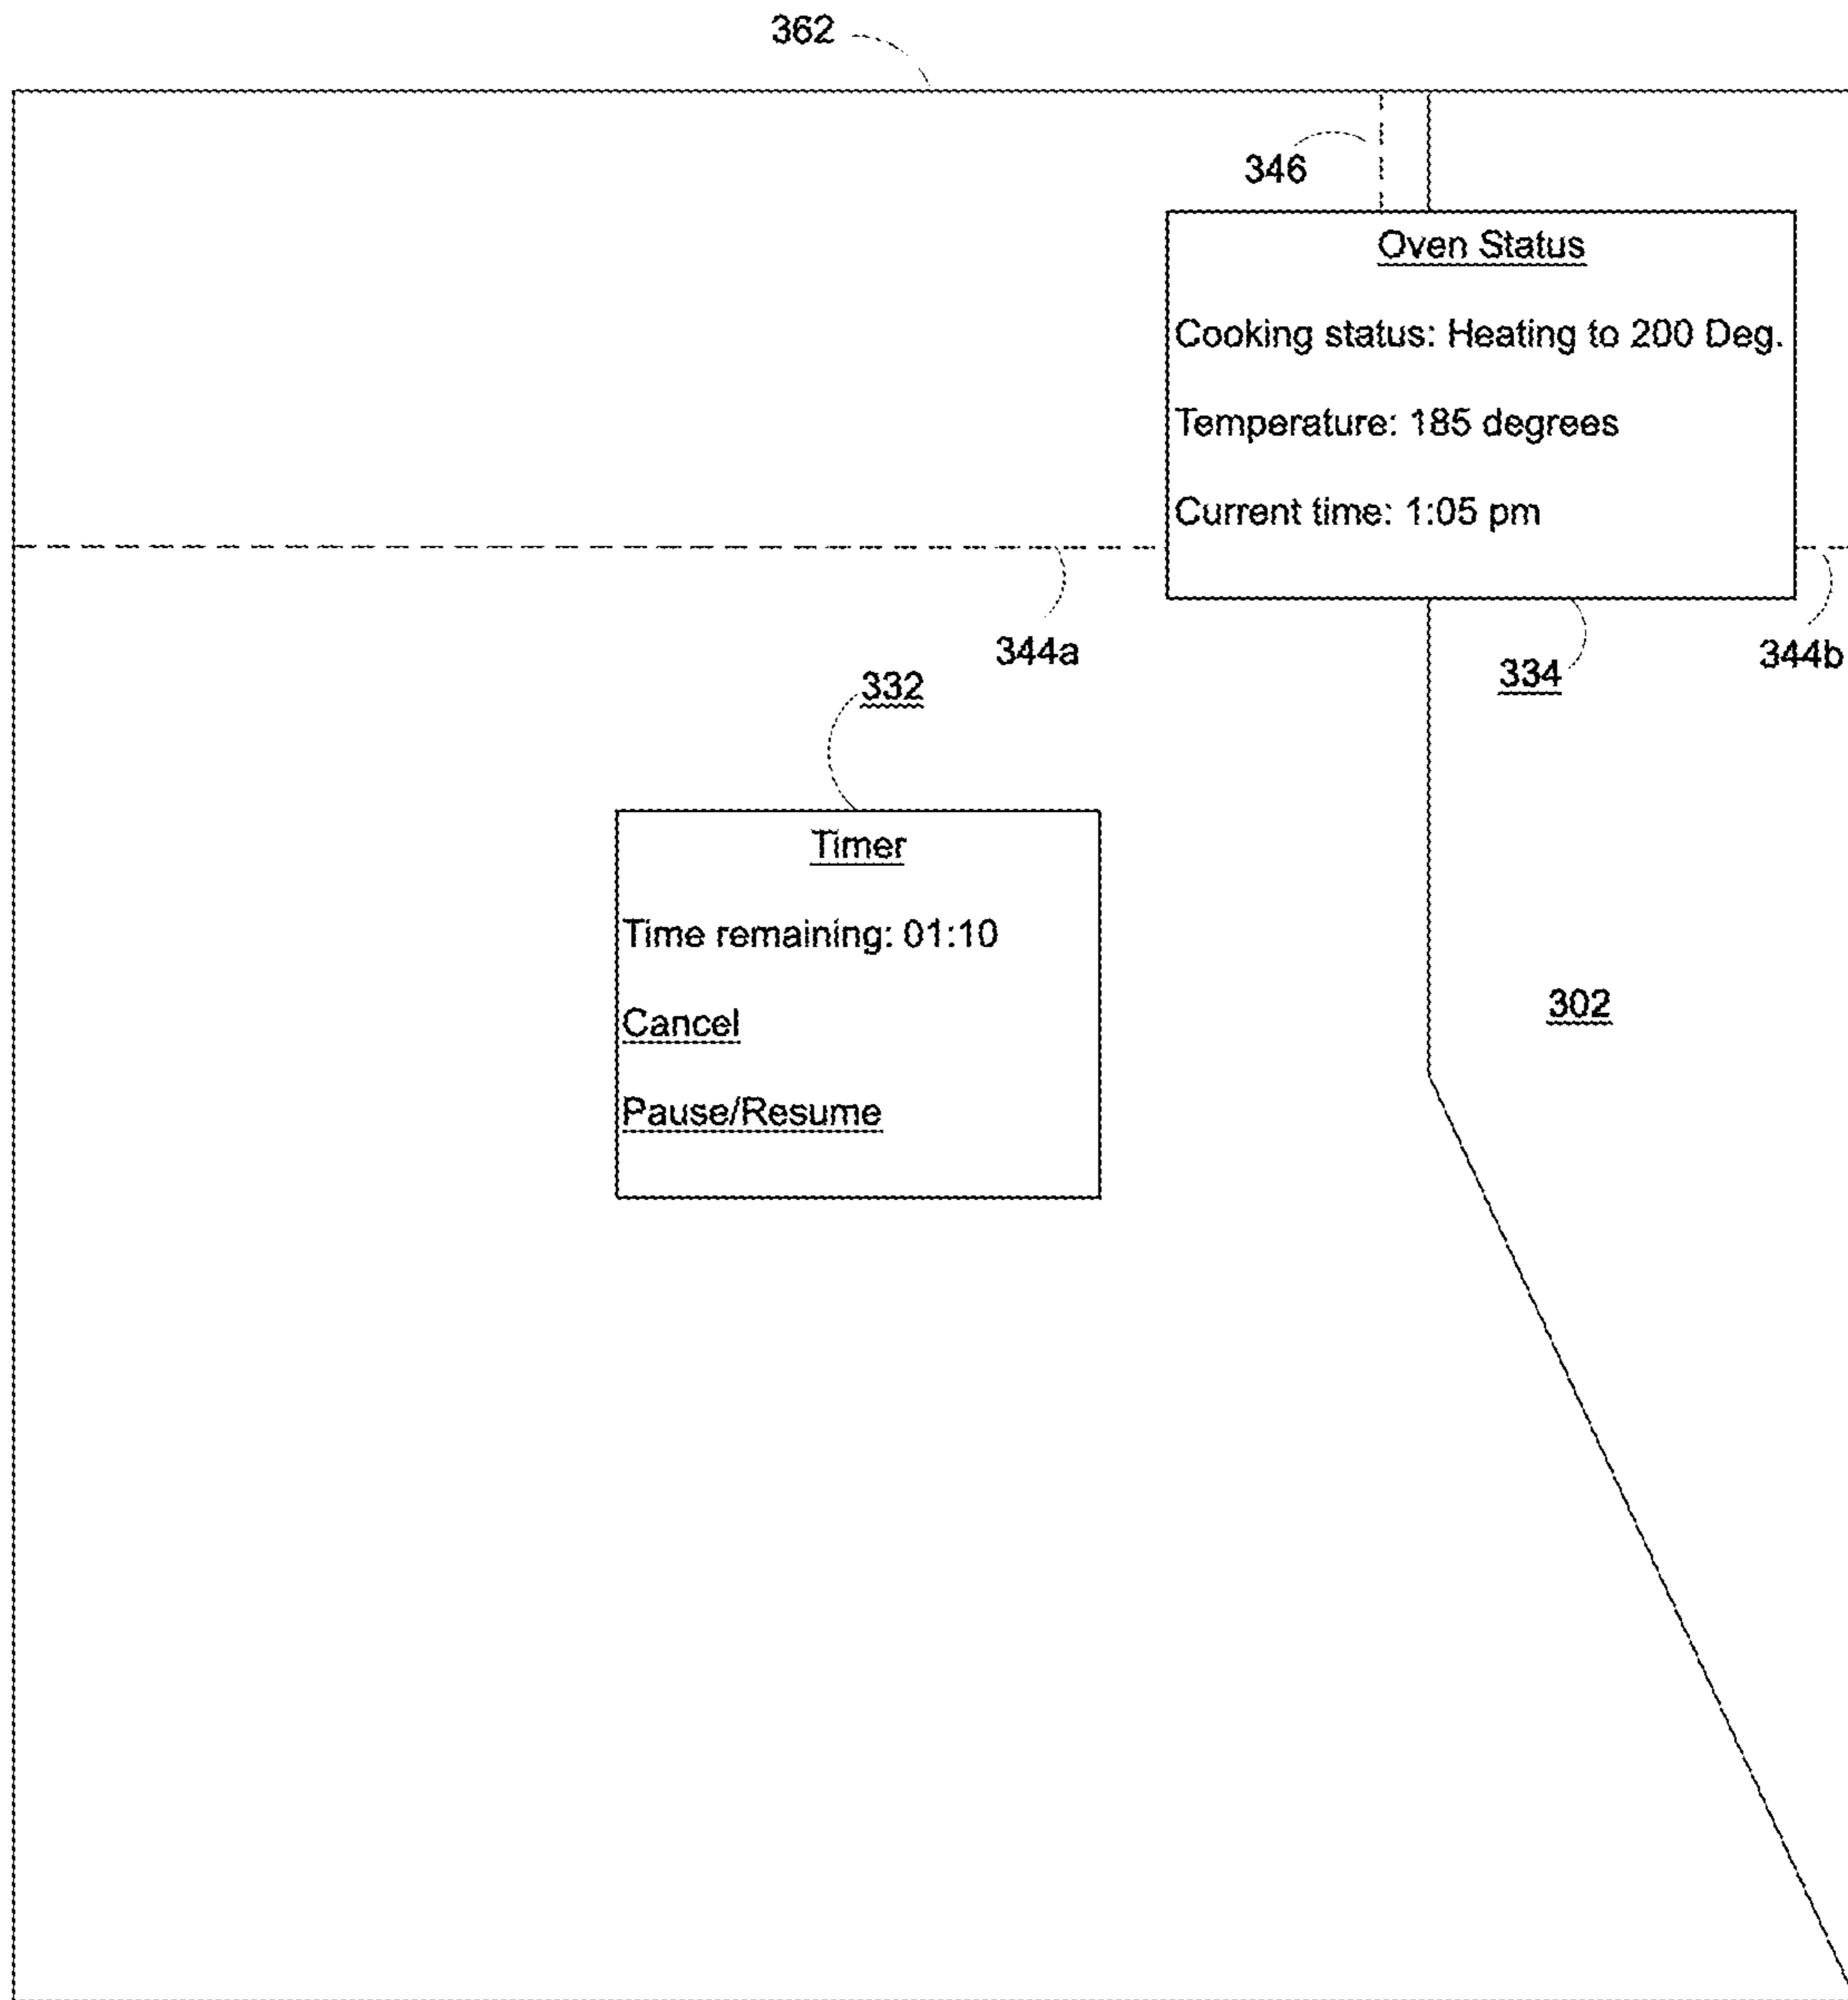 362
346
Oven Status
Cooking status: Heating to 200 Deg.
Temperature: 185 degrees
Current time: 1:05 pm
344a
334
344b
332
Timer
Time remaining: 01:10
Cancel
Pause/Resume
302